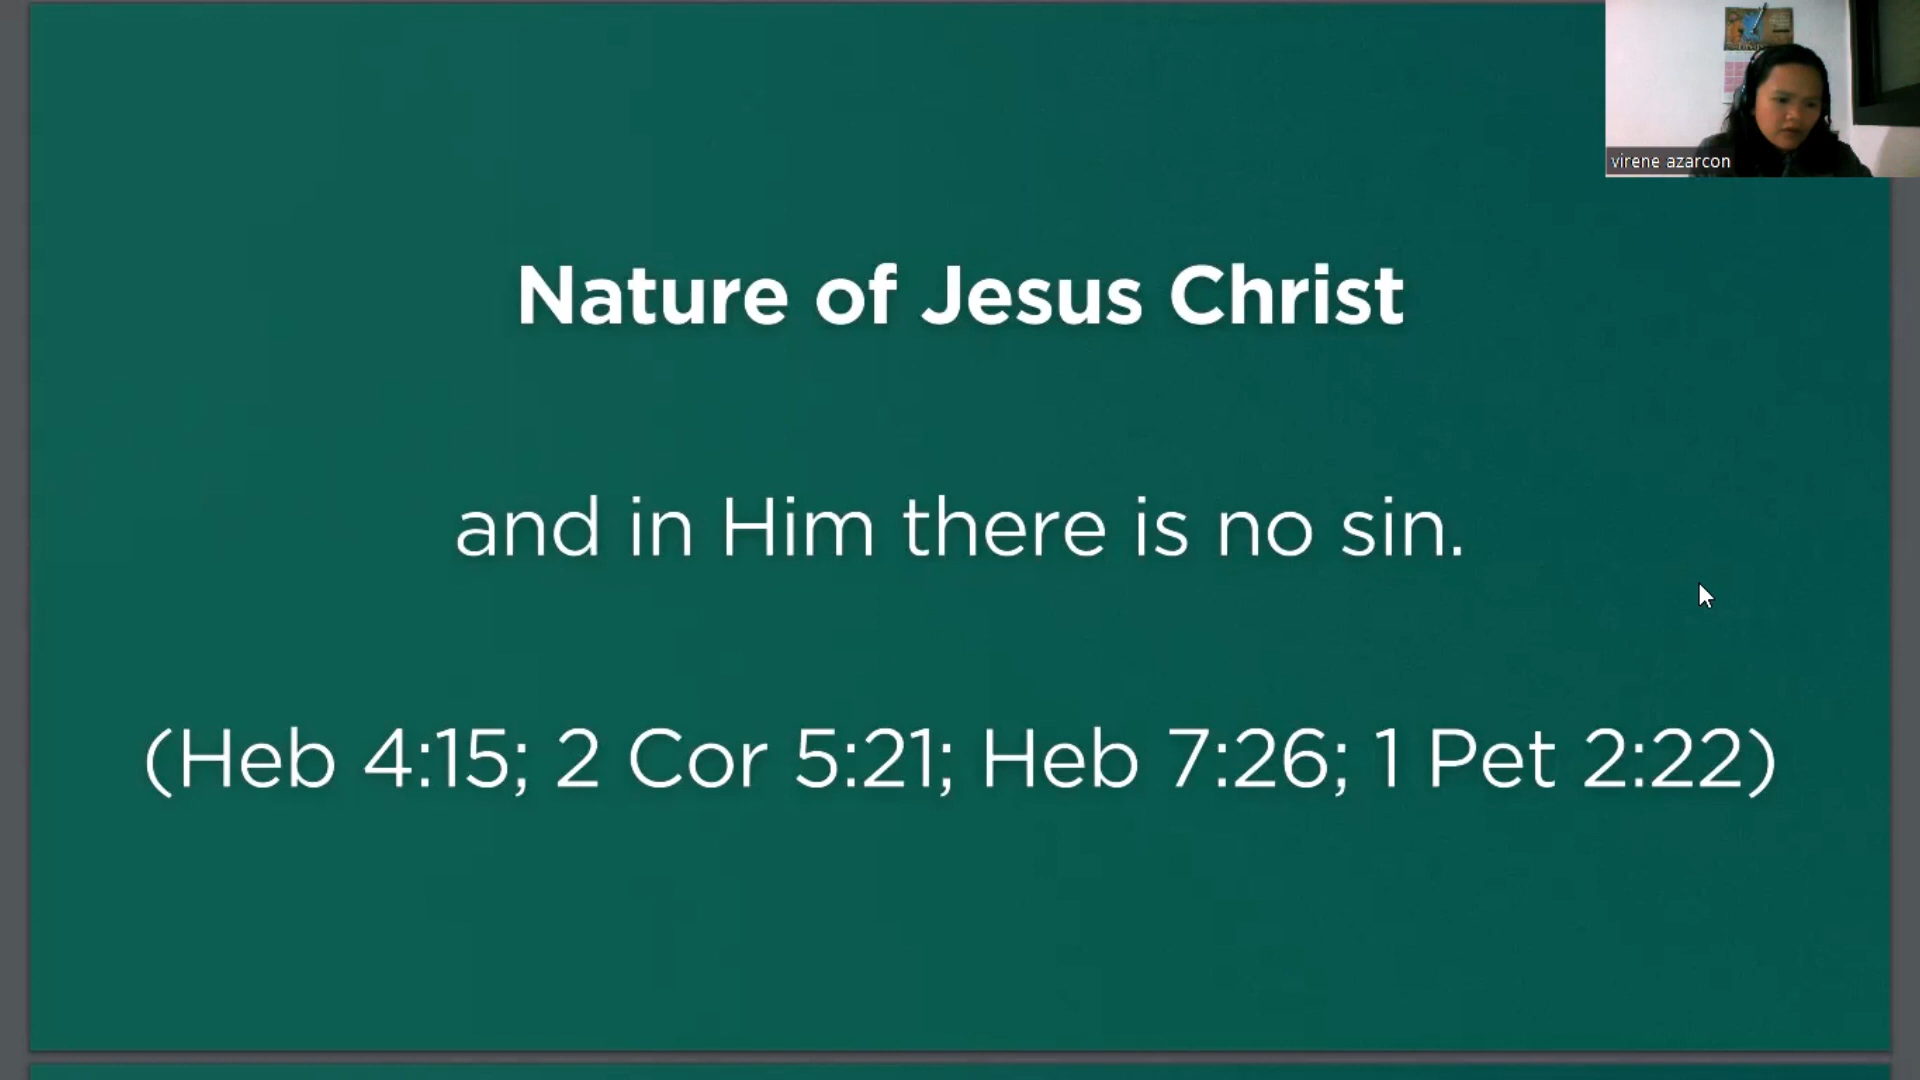 virene azarcon
Nature of Jesus Christ
and in Him there is no sin.
(Heb 4:15; 2 Cor 5:21; Heb 7:26; 1 Pet 2:22)